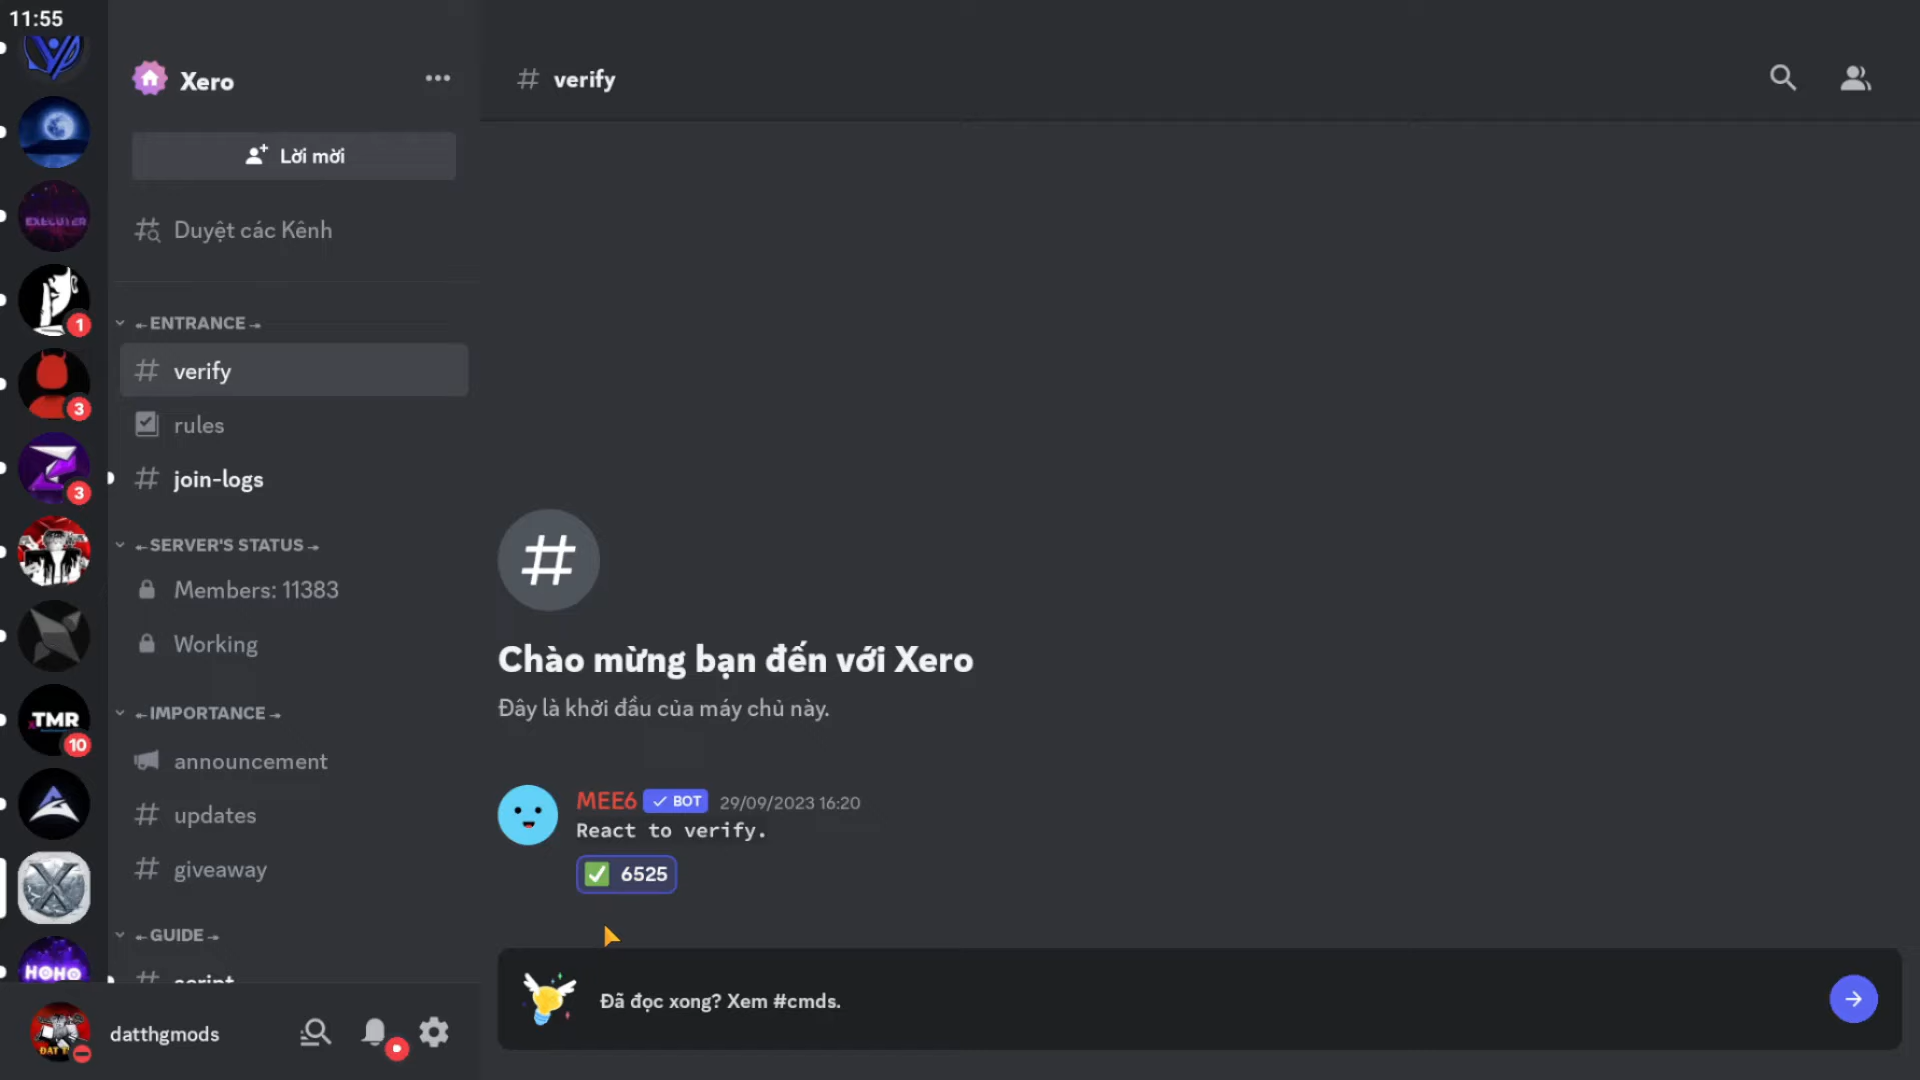 11:55
Xero
Lời mời
Duyệt các Kênh
ENTRANCE
verify
rules
join-logs
SERVER'S STATUS
Members: 11383
Working
IMPORTANCE
announcement
updates
giveaway
GUIDE
script
EXECUTER
1
3
3
TMR
10
HOHO
datthgmods
verify
Chào mừng bạn đến với Xero
Đây là khởi đầu của máy chủ này.
MEE6 BOT 29/09/2023 16:20
React to verify.
6525
Đã đọc xong? Xem #cmds.